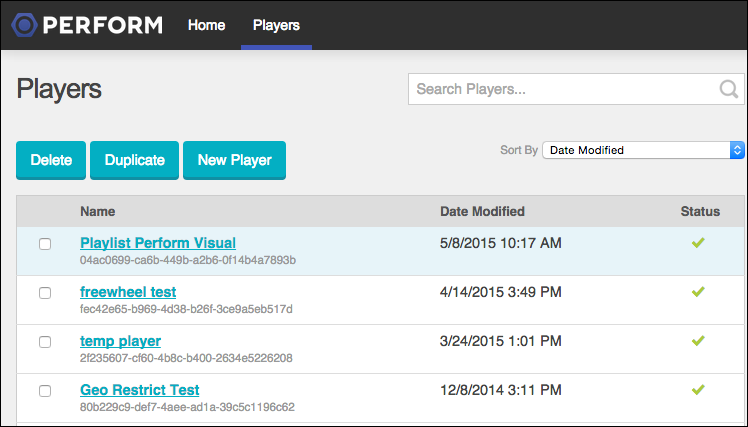 PERFORM Home Players
Players
Search Players...
Delete Duplicate New Player
Sort By Date Modified
Name Date Modified Status
Playlist Perform Visual 5/8/2015 10:17 AM
04ac0699-ca6b-449b-a2b6-0f14b4a7893b
freewheel test 4/14/2015 3:49 PM
fec42e65-b969-4d38-b26f-3ce9a5eb517d
temp player 3/24/2015 1:01 PM
2f235607-cf60-4b8c-b400-2634e5226208
Geo Restrict Test 12/8/2014 3:11 PM
80b229c9-def7-4aee-ad1a-39c5c1196c62